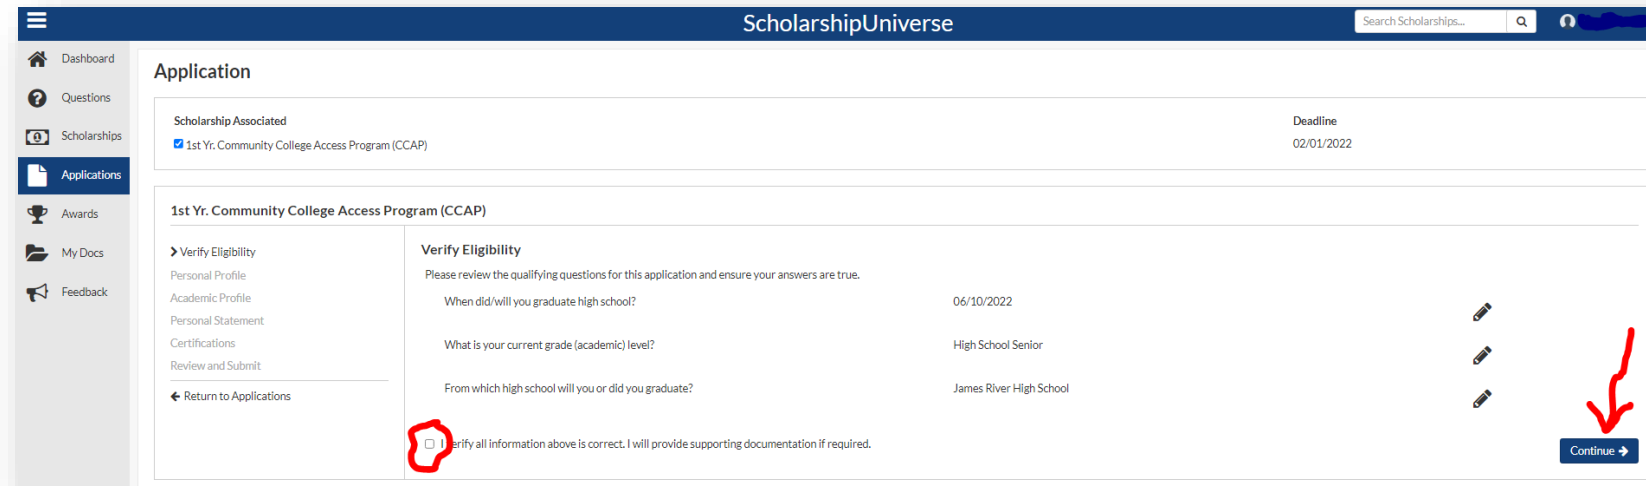 ScholarshipUniverse
Search Scholarships...
Dashboard
Questions
Scholarships
Applications
Awards
My Docs
Feedback
Application
Scholarship Associated
Deadline
1st Yr. Community College Access Program (CCAP)
02/01/2022
1st Yr. Community College Access Program (CCAP)
Verify Eligibility
Personal Profile
Academic Profile
Personal Statement
Certifications
Review and Submit
Return to Applications
Verify Eligibility
Please review the qualifying questions for this application and ensure your answers are true.
When did/will you graduate high school?
06/10/2022
What is your current grade (academic) level?
High School Senior
From which high school will you or did you graduate?
James River High School
I verify all information above is correct. I will provide supporting documentation if required.
Continue